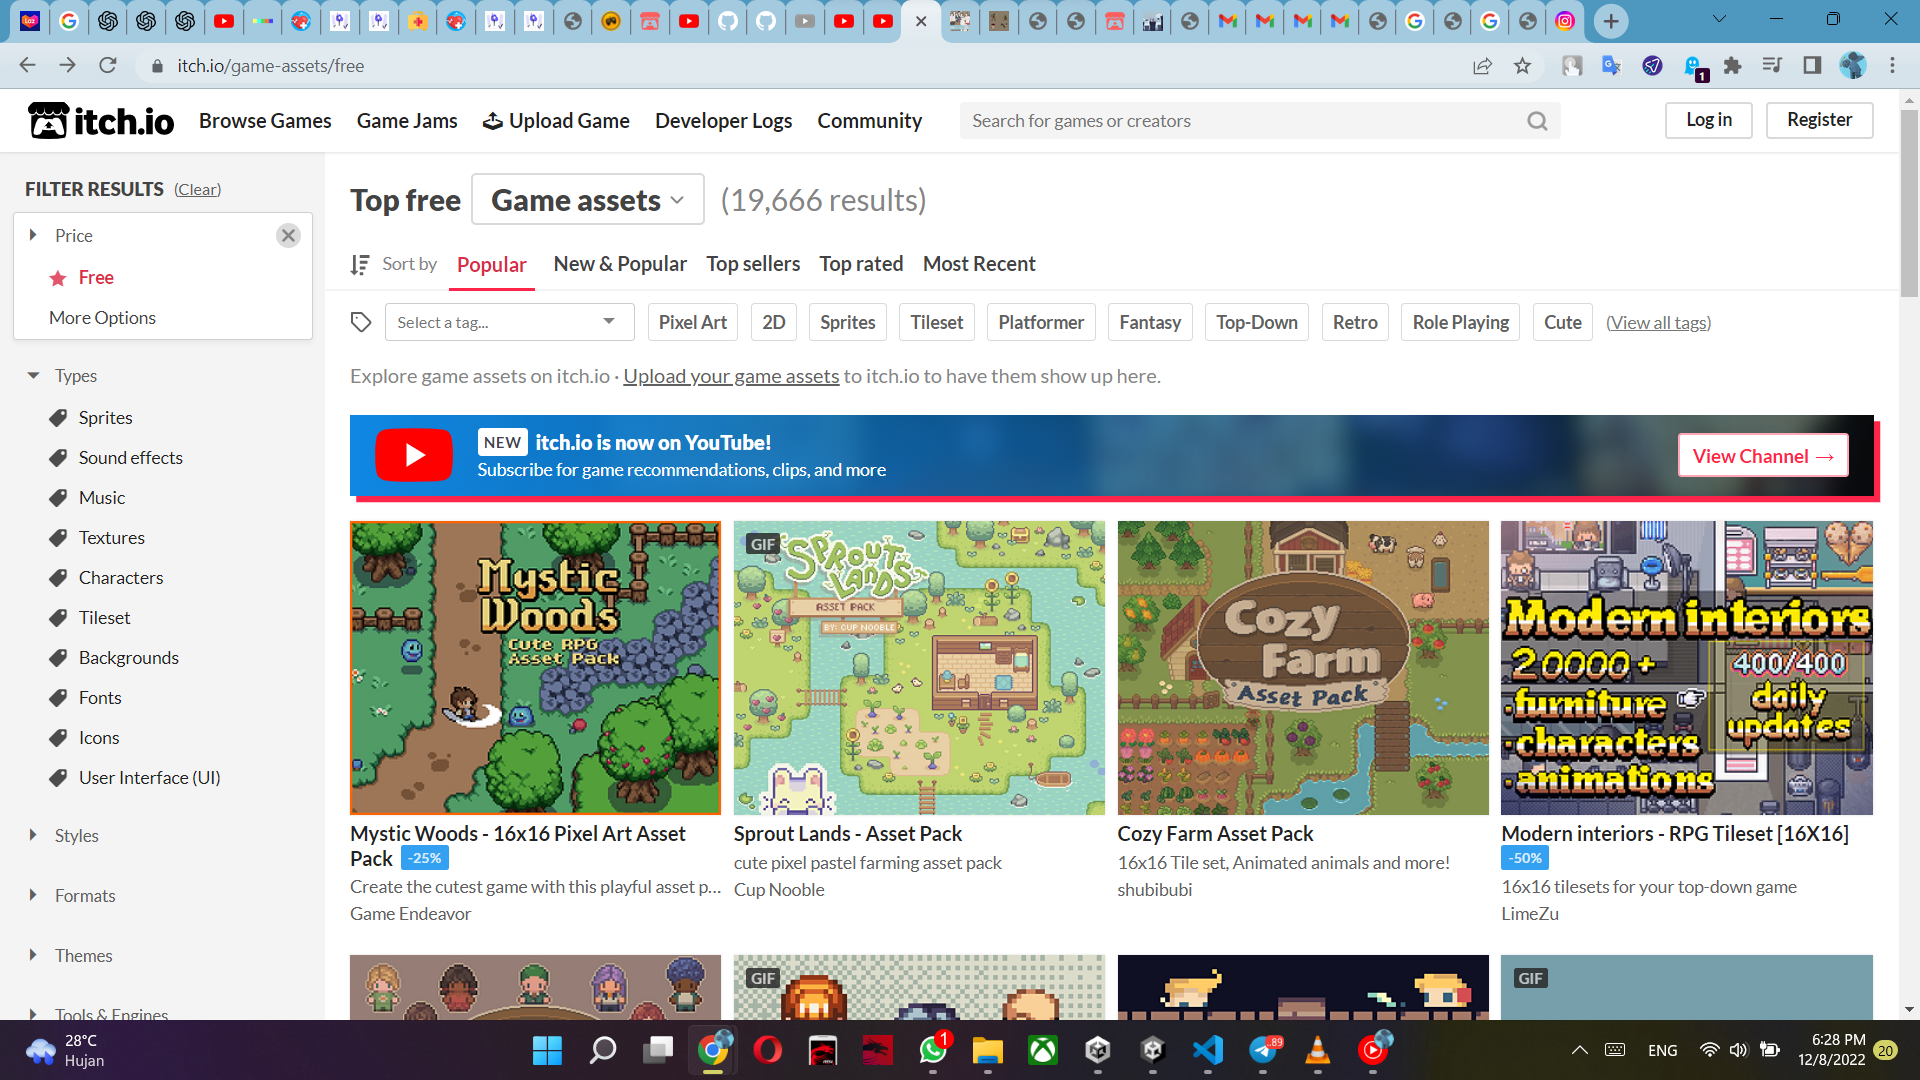 itch.io/game-assets/free
1
itch.io
Browse Games
Game Jams
Upload Game
Developer Logs
Community
Search for games or creators
Log in
Register
FILTER RESULTS (Clear)
Price
Free
More Options
Types
Sprites
Sound effects
Music
Textures
Characters
Tileset
Backgrounds
Fonts
Icons
User Interface (UI)
Styles
Formats
Themes
Tools & Engines
Top free Game assets (19,666 results)
Sort by Popular New & Popular Top sellers Top rated Most Recent
Select a tag... Pixel Art 2D Sprites Tileset Platformer Fantasy Top-Down Retro Role Playing Cute (View all tags)
Explore game assets on itch.io · Upload your game assets to itch.io to have them show up here.
NEW itch.io is now on YouTube!
Subscribe for game recommendations, clips, and more
View Channel →
Mystic
Woods
Cute RPG
Asset Pack
Mystic Woods - 16x16 Pixel Art Asset
Pack -25%
Create the cutest game with this playful asset p...
Game Endeavor
GIF
SPROUT
LANDS
ASSET PACK
BY: CUP NOOBLE
Sprout Lands - Asset Pack
cute pixel pastel farming asset pack
Cup Nooble
Cozy
Farm
Asset Pack
Cozy Farm Asset Pack
16x16 Tile set, Animated animals and more!
shubibubi
Modern interiors
20000+
·furniture
·characters
·animations
400/400
daily
updates
Modern interiors - RPG Tileset [16X16]
-50%
16x16 tilesets for your top-down game
LimeZu
GIF
GIF
28°C
Hujan
1
..89
ENG
6:28 PM
12/8/2022
20